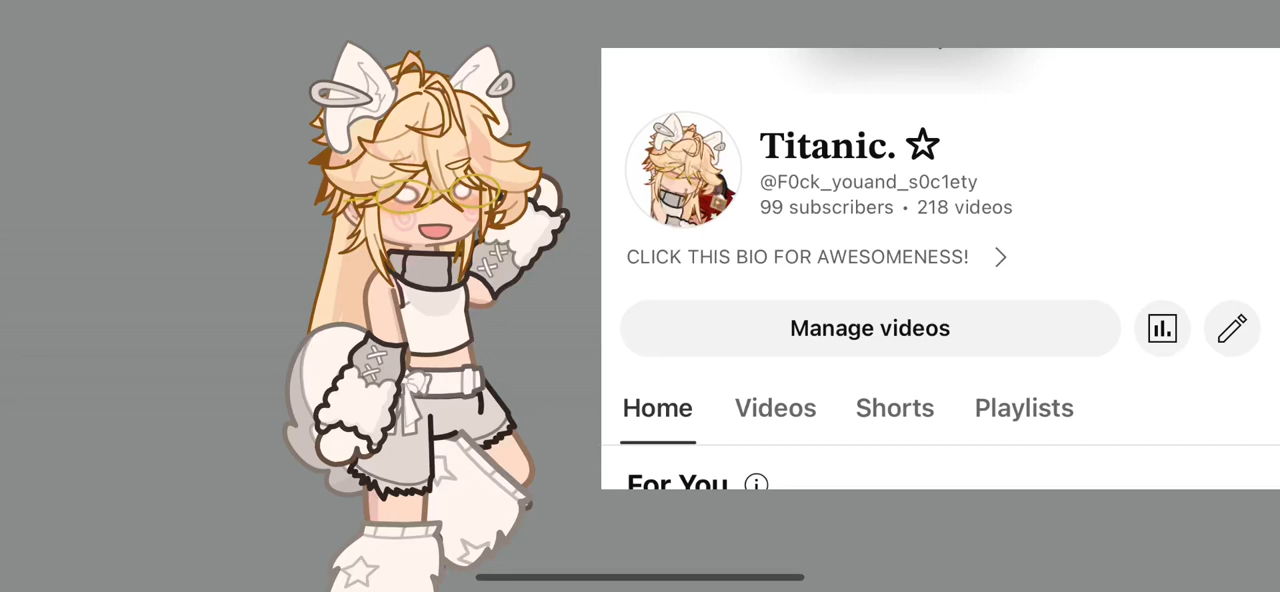 Titanic. ☆
@F0ck_youand_s0c1ety
99 subscribers • 218 videos
CLICK THIS BIO FOR AWESOMENESS!
Manage videos
Home Videos Shorts Playlists
For You